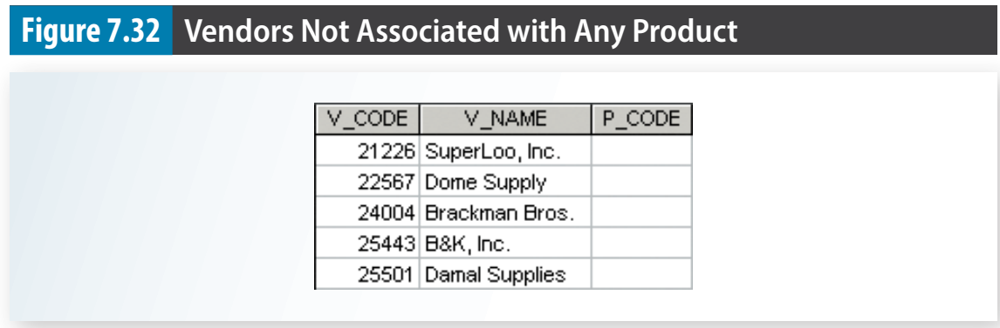 Figure 7.32 Vendors Not Associated with Any Product
V_CODE V_NAME P_CODE
21226 SuperLoo, Inc.
22567 Dome Supply
24004 Brackman Bros.
25443 B&K, Inc.
25501 Damal Supplies